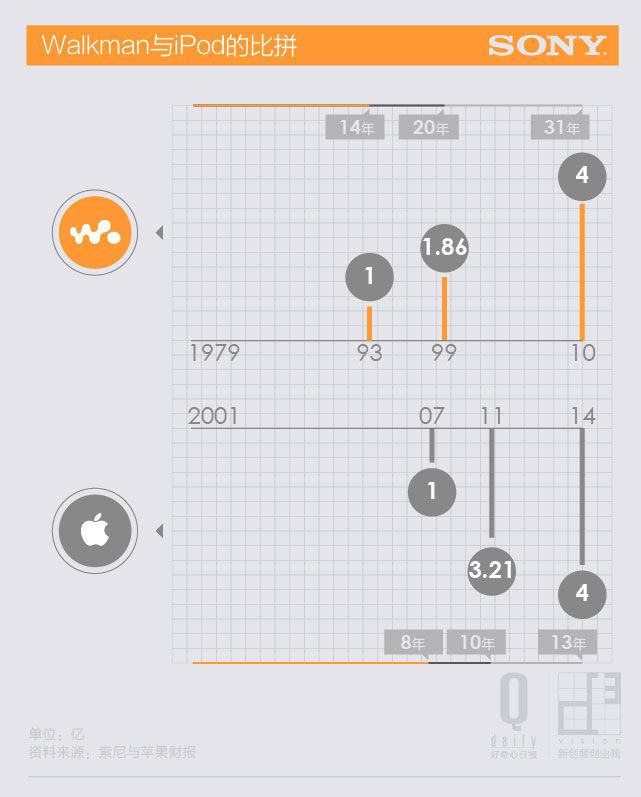 Walkman与iPod的比拼
SONY
14年 20年 31年
4
1.86
1
1979 93 99 10
2001 07 11 14
1
3.21
4
8年 10年 13年
Q
daily
好奇心日报
vision
新创慧创由我
单位：亿
资料来源：索尼与苹果财报